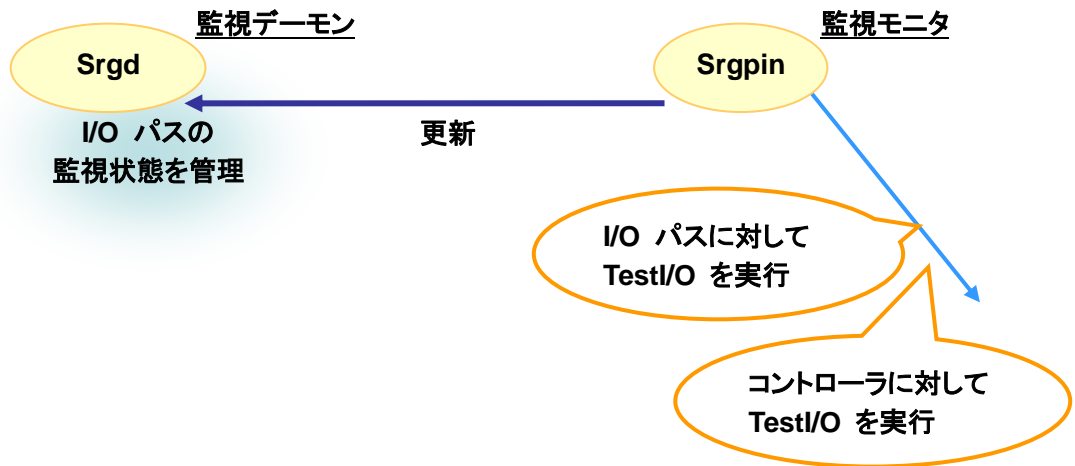 監視デーモン
監視モニタ
Srgd
Srgpin
I/O パスの
監視状態を管理
更新
I/O パスに対して
TestI/O を実行
コントローラに対して
TestI/O を実行